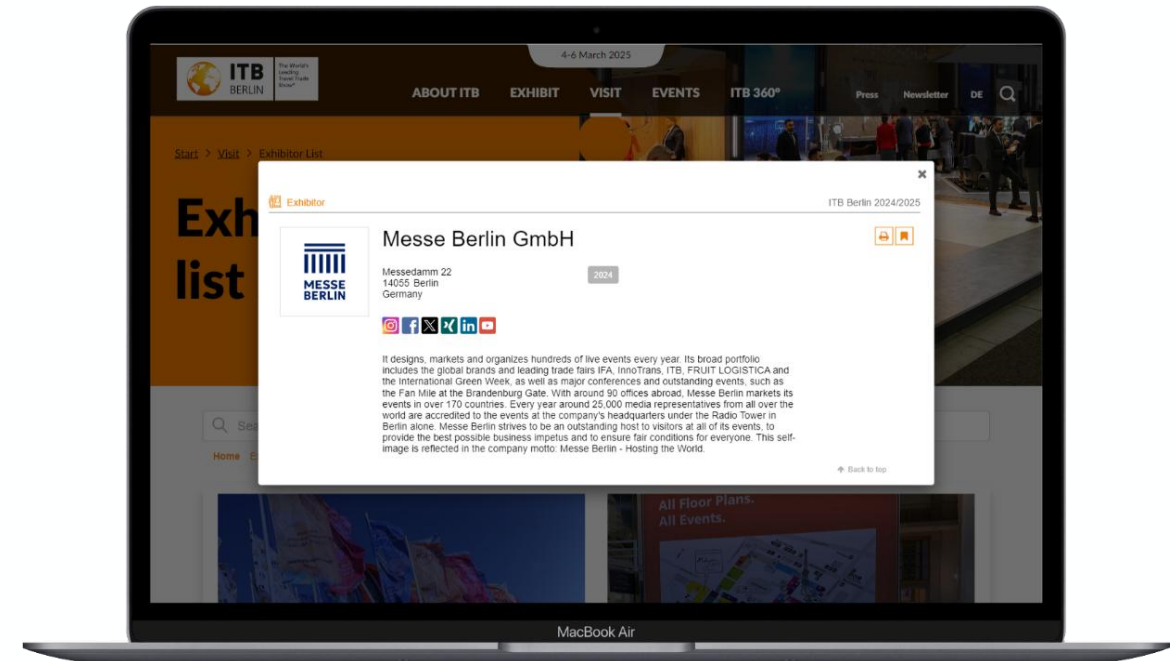 4-6 March 2025
ITB
BERLIN
The World's
Leading
Travel Trade
Show®
ABOUT ITB
EXHIBIT
VISIT
EVENTS
ITB 360°
Press
Newsletter
DE
Start > Visit > Exhibitor List
Exh
list
Exhibitor
ITB Berlin 2024/2025
Messe Berlin GmbH
MESSE
BERLIN
Messedamm 22
14055 Berlin
Germany
2024
It designs, markets and organizes hundreds of live events every year. Its broad portfolio
includes the global brands and leading trade fairs IFA, InnoTrans, ITB, FRUIT LOGISTICA and
the International Green Week, as well as major conferences and outstanding events, such as
the Fan Mile at the Brandenburg Gate. With around 90 offices abroad, Messe Berlin markets its
events in over 170 countries. Every year around 25,000 media representatives from all over the
world are accredited to the events at the company's headquarters under the Radio Tower in
Berlin alone. Messe Berlin strives to be an outstanding host to visitors at all of its events, to
provide the best possible business impetus and to ensure fair conditions for everyone. This self-
image is reflected in the company motto: Messe Berlin - Hosting the World.
Back to top
Sea
Home
All Floor Plans.
All Events.
MacBook Air